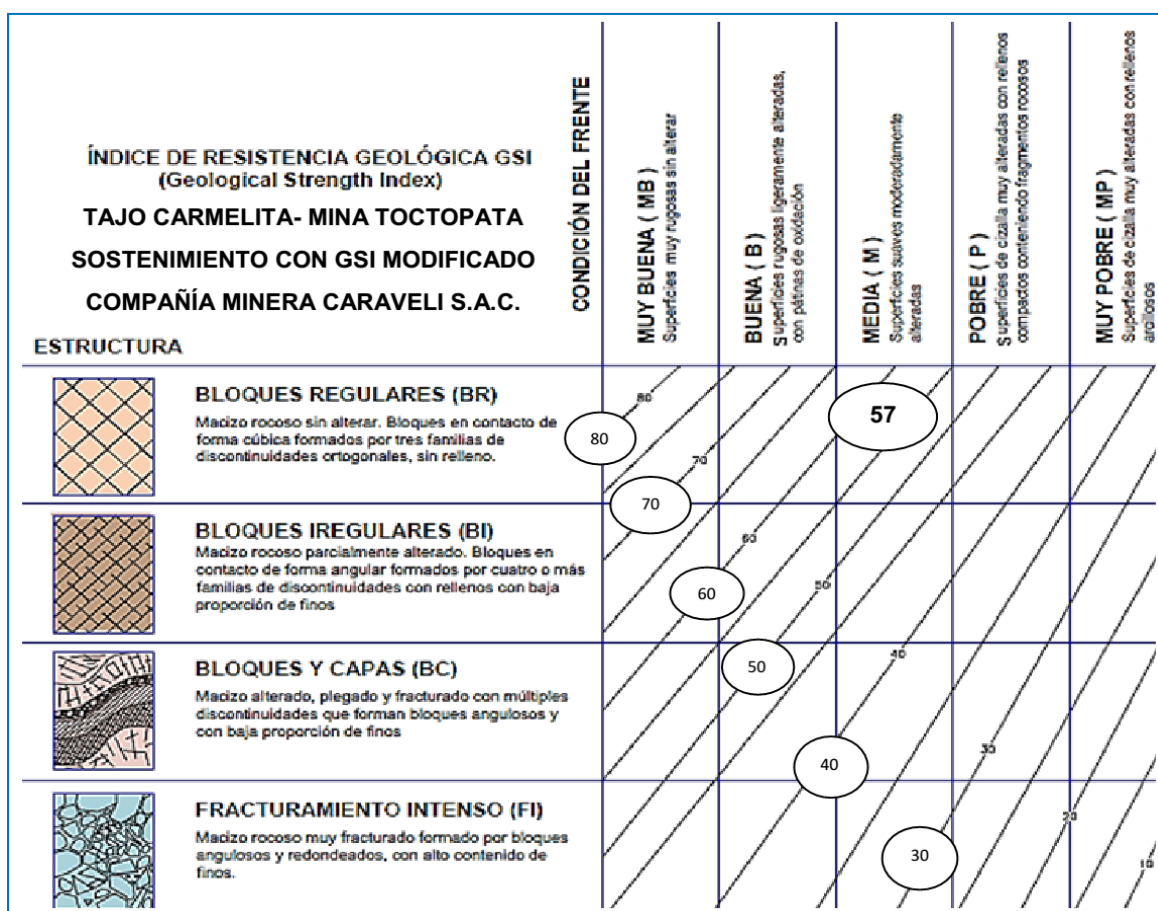 ÍNDICE DE RESISTENCIA GEOLÓGICA GSI
(Geological Strength Index)
TAJO CARMELITA- MINA TOCTOPATA
SOSTENIMIENTO CON GSI MODIFICADO
COMPAÑÍA MINERA CARAVELI S.A.C.
ESTRUCTURA
CONDICIÓN DEL FRENTE
MUY BUENA ( MB )
Superficies muy rugosas sin alterar
BUENA ( B )
Superficies rugosas ligeramente alteradas,
con pátinas de oxidación
MEDIA ( M )
Superficies suaves moderadamente
alteradas
POBRE ( P )
Superficies de cizalla muy alteradas con rellenos
compactos conteniendo fragmentos rocosos
MUY POBRE ( MP )
Superficies de cizalla muy alteradas con rellenos
arcillosos
BLOQUES REGULARES (BR)
Macizo rocoso sin alterar. Bloques en contacto de
forma cúbica formados por tres familias de
discontinuidades ortogonales, sin relleno.
80
80
57
70
70
BLOQUES IREGULARES (BI)
Macizo rocoso parcialmente alterado. Bloques en
contacto de forma angular formados por cuatro o más
familias de discontinuidades con rellenos con baja
proporción de finos
60
60
50
BLOQUES Y CAPAS (BC)
Macizo alterado, plegado y fracturado con múltiples
discontinuidades que forman bloques angulosos y
con baja proporción de finos
50
40
40
30
FRACTURAMIENTO INTENSO (FI)
Macizo rocoso muy fracturado formado por bloques
angulosos y redondeados, con alto contenido de
finos.
30
20
10